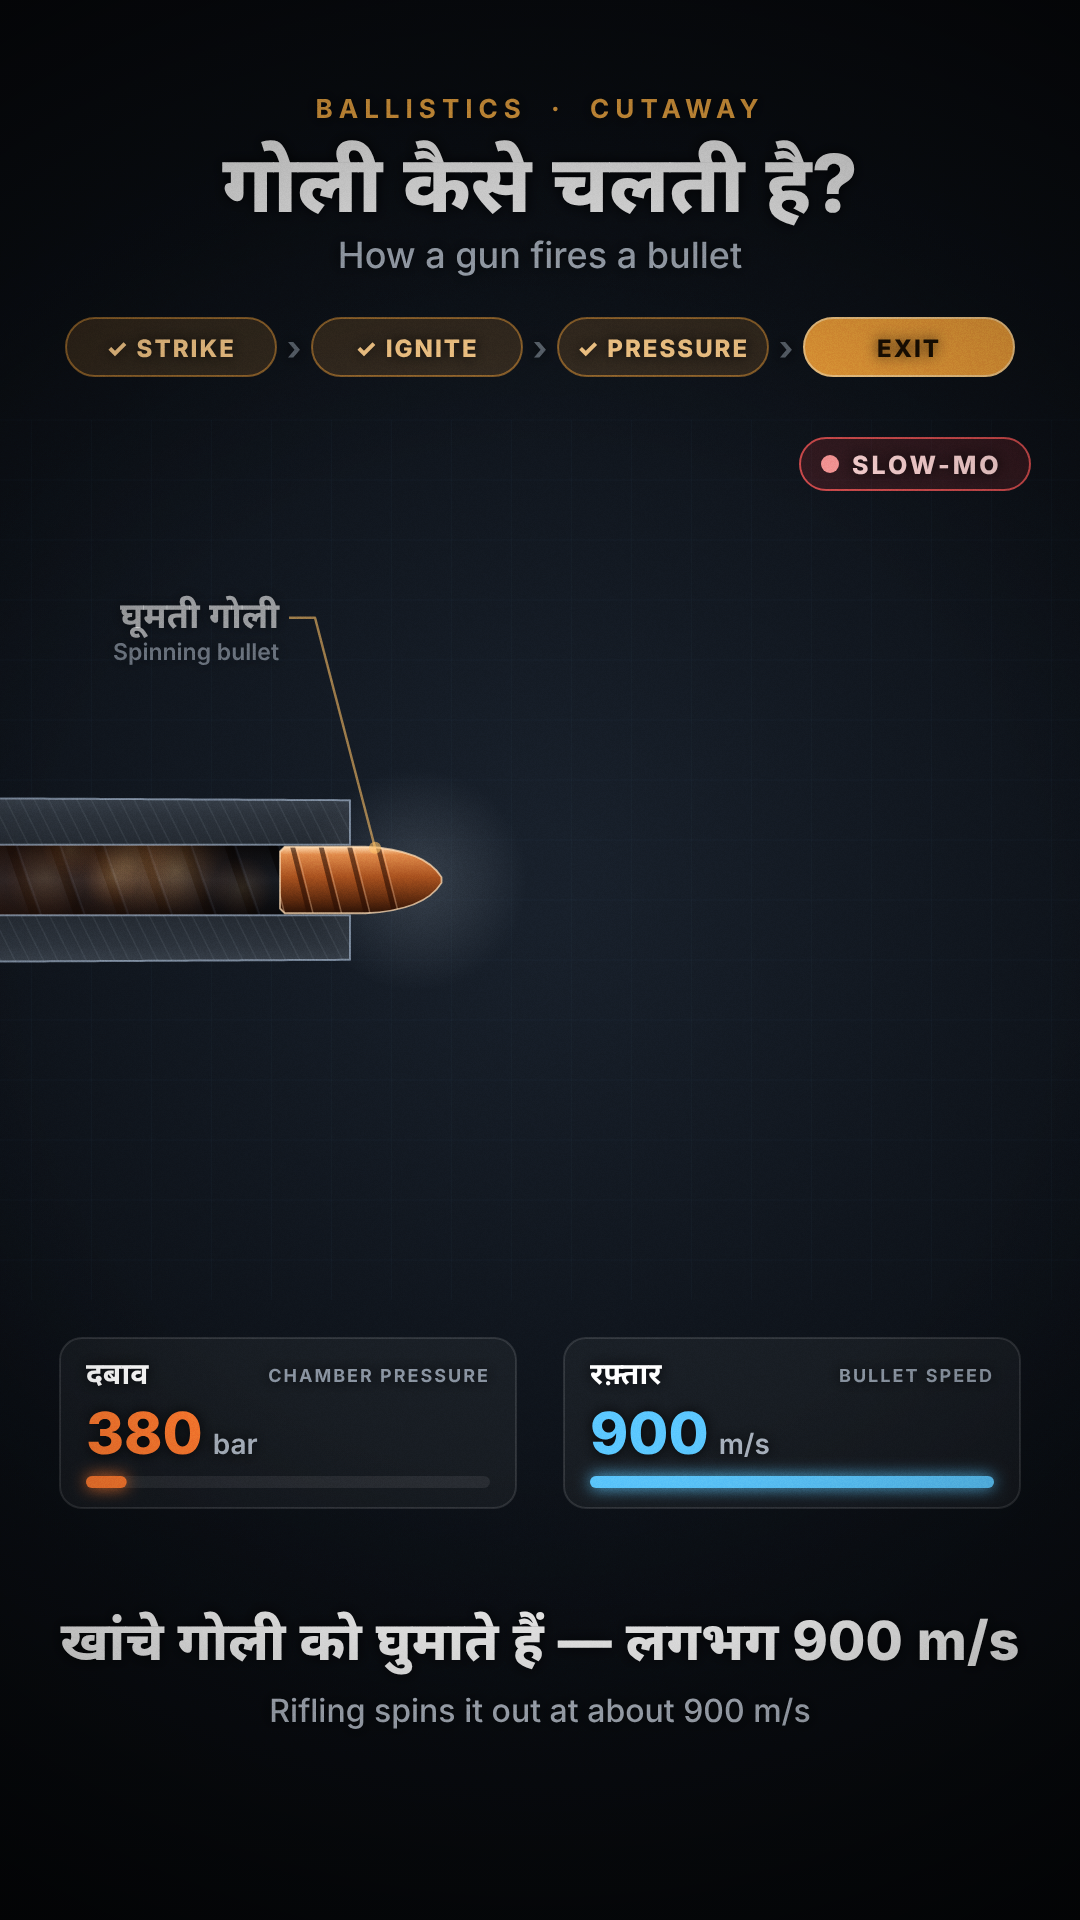 BALLISTICS · CUTAWAY
गोली कैसे चलती है?
How a gun fires a bullet
✓ STRIKE › ✓ IGNITE › ✓ PRESSURE › EXIT
SLOW-MO
घूमती गोली
Spinning bullet
दबाव CHAMBER PRESSURE
380 bar
रफ़्तार BULLET SPEED
900 m/s
खांचे गोली को घुमाते हैं — लगभग 900 m/s
Rifling spins it out at about 900 m/s